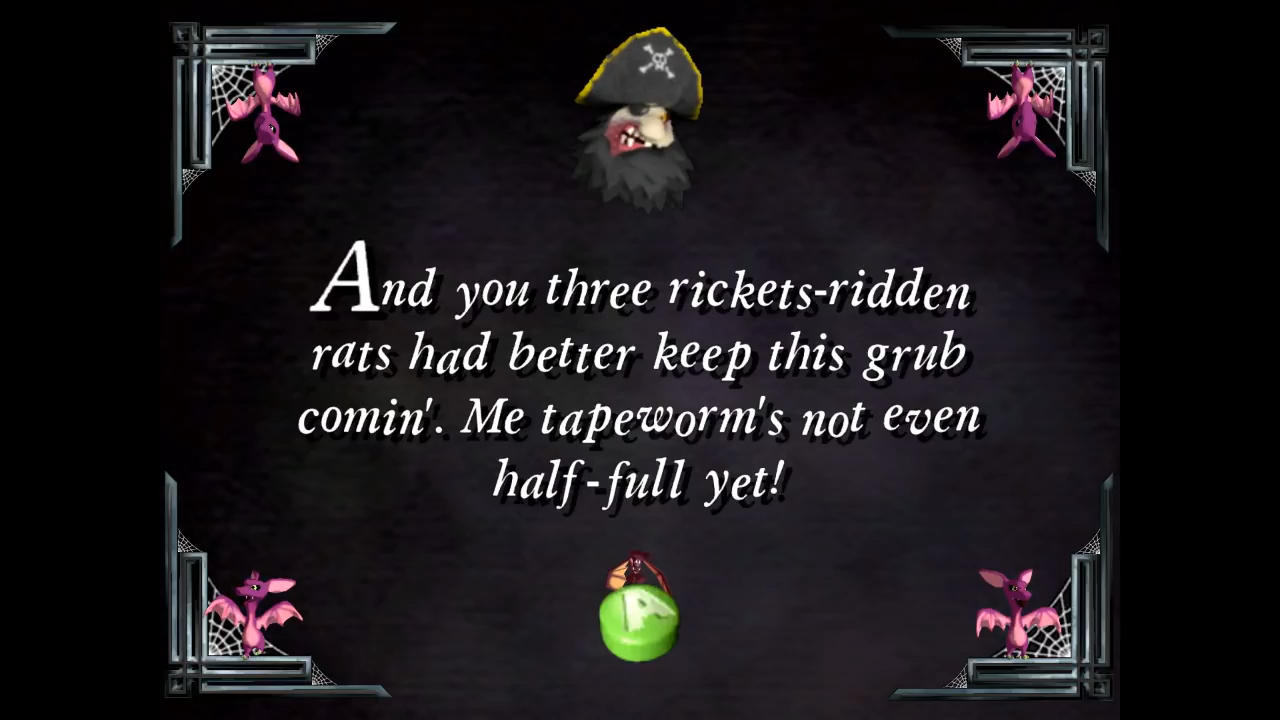 And you three rickets-ridden
rats had better keep this grub
comin'. Me tapeworm's not even
half-full yet!
A